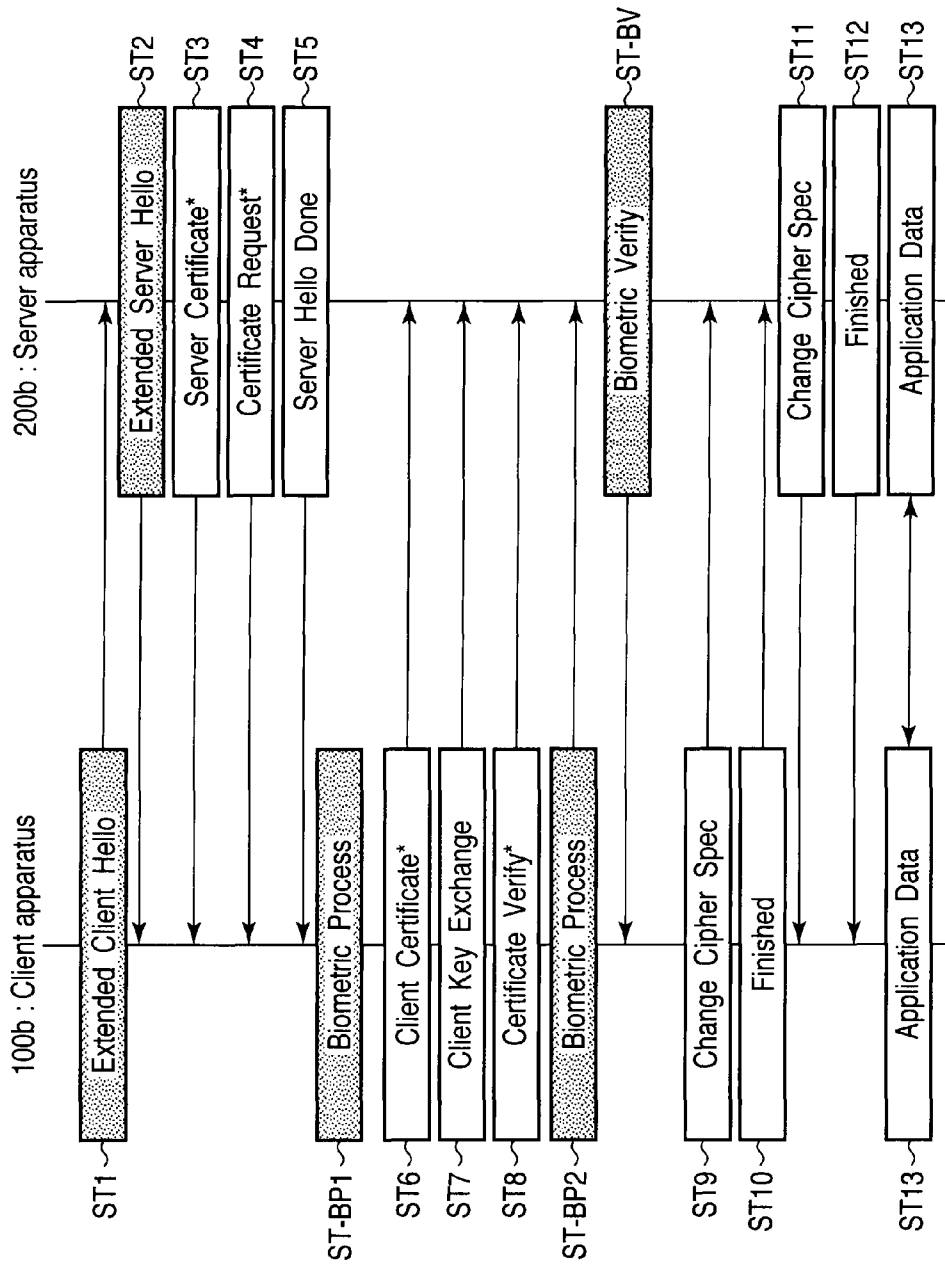 100b : Client apparatus
200b : Server apparatus
ST1 Extended Client Hello
Extended Server Hello ST2
Server Certificate* ST3
Certificate Request* ST4
Server Hello Done ST5
ST-BP1 Biometric Process
ST6 Client Certificate*
ST7 Client Key Exchange
ST8 Certificate Verify*
ST-BP2 Biometric Process
Biometric Verify ST-BV
ST9 Change Cipher Spec
ST10 Finished
Change Cipher Spec ST11
Finished ST12
ST13 Application Data
Application Data ST13